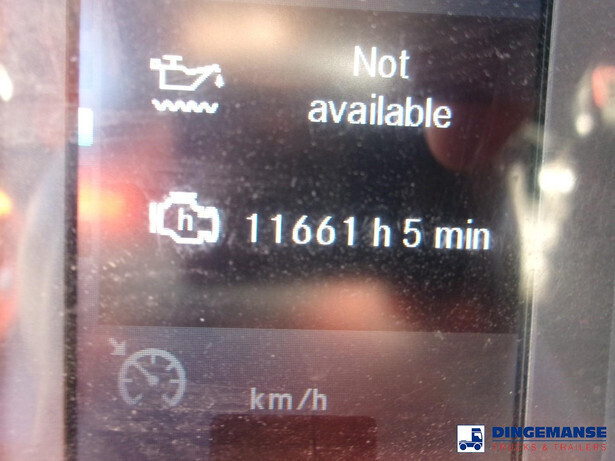 Not
available
h
11661 h 5 min
km/h
DINGEMANSE
TRUCKS & TRAILERS